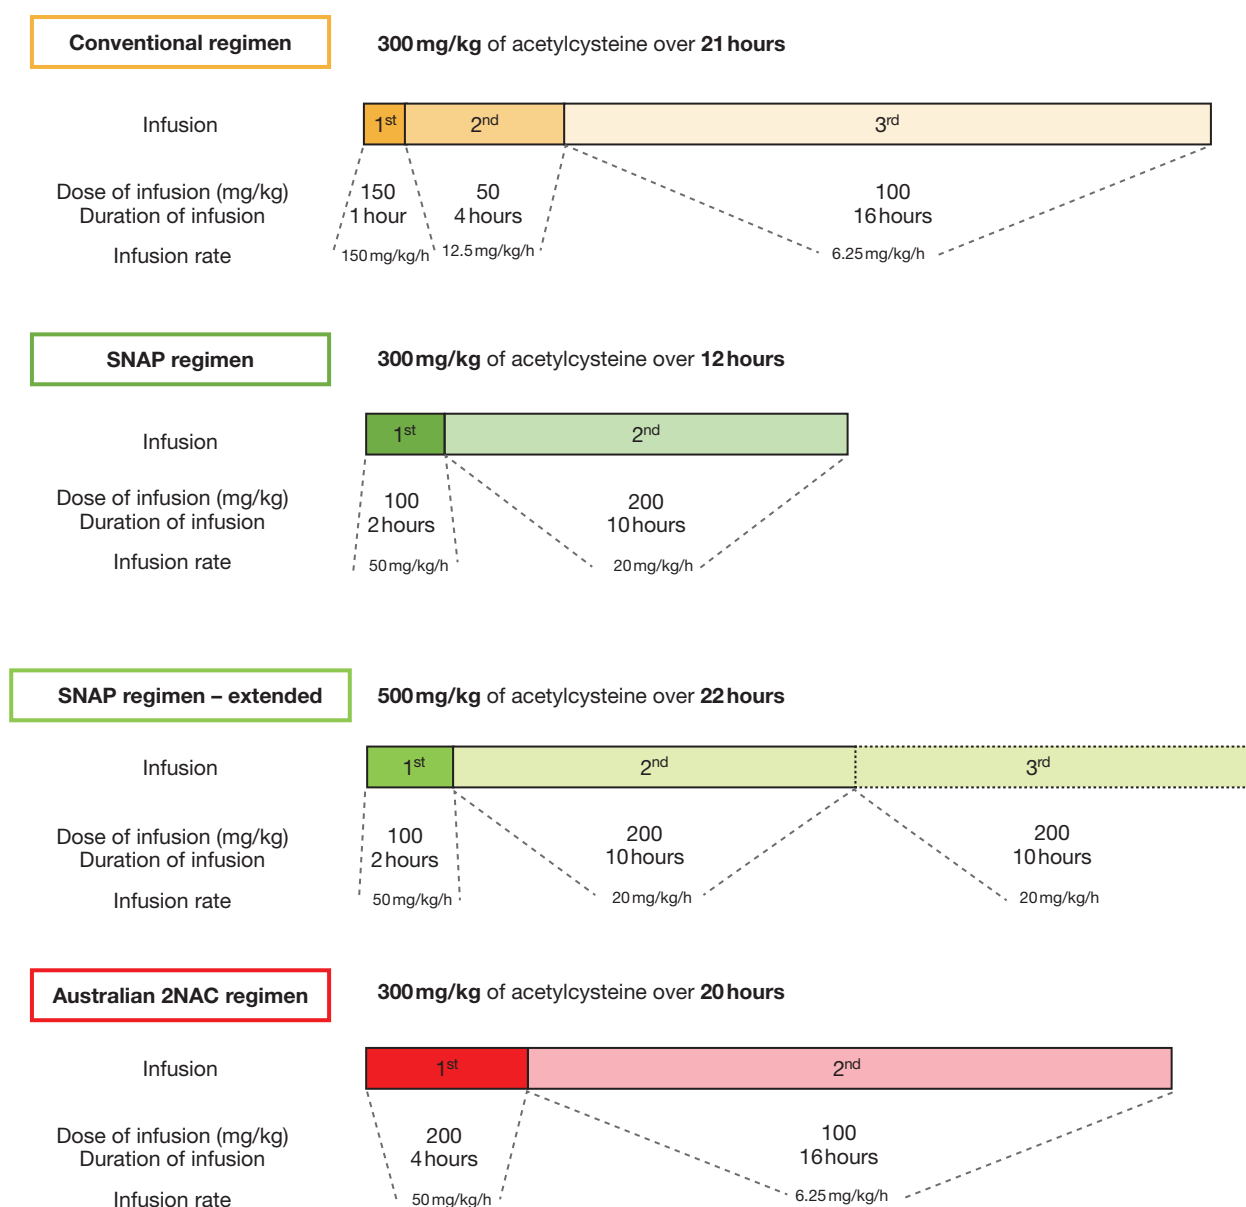 Conventional regimen 300 mg/kg of acetylcysteine over 21 hours
Infusion 1st 2nd 3rd
Dose of infusion (mg/kg) 150 50 100
Duration of infusion 1 hour 4 hours 16 hours
Infusion rate 150 mg/kg/h 12.5 mg/kg/h 6.25 mg/kg/h
SNAP regimen 300 mg/kg of acetylcysteine over 12 hours
Infusion 1st 2nd
Dose of infusion (mg/kg) 100 200
Duration of infusion 2 hours 10 hours
Infusion rate 50 mg/kg/h 20 mg/kg/h
SNAP regimen – extended 500 mg/kg of acetylcysteine over 22 hours
Infusion 1st 2nd 3rd
Dose of infusion (mg/kg) 100 200 200
Duration of infusion 2 hours 10 hours 10 hours
Infusion rate 50 mg/kg/h 20 mg/kg/h 20 mg/kg/h
Australian 2NAC regimen 300 mg/kg of acetylcysteine over 20 hours
Infusion 1st 2nd
Dose of infusion (mg/kg) 200 100
Duration of infusion 4 hours 16 hours
Infusion rate 50 mg/kg/h 6.25 mg/kg/h